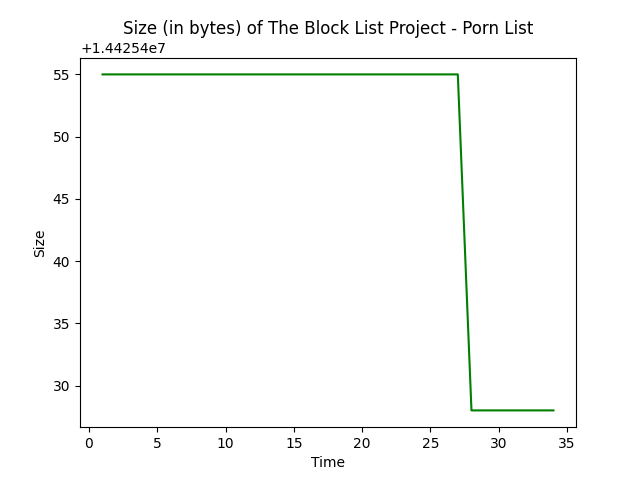 Size (in bytes) of The Block List Project - Porn List
+1.44254e7
55
50
45
40
35
30
Size
0 5 10 15 20 25 30 35
Time